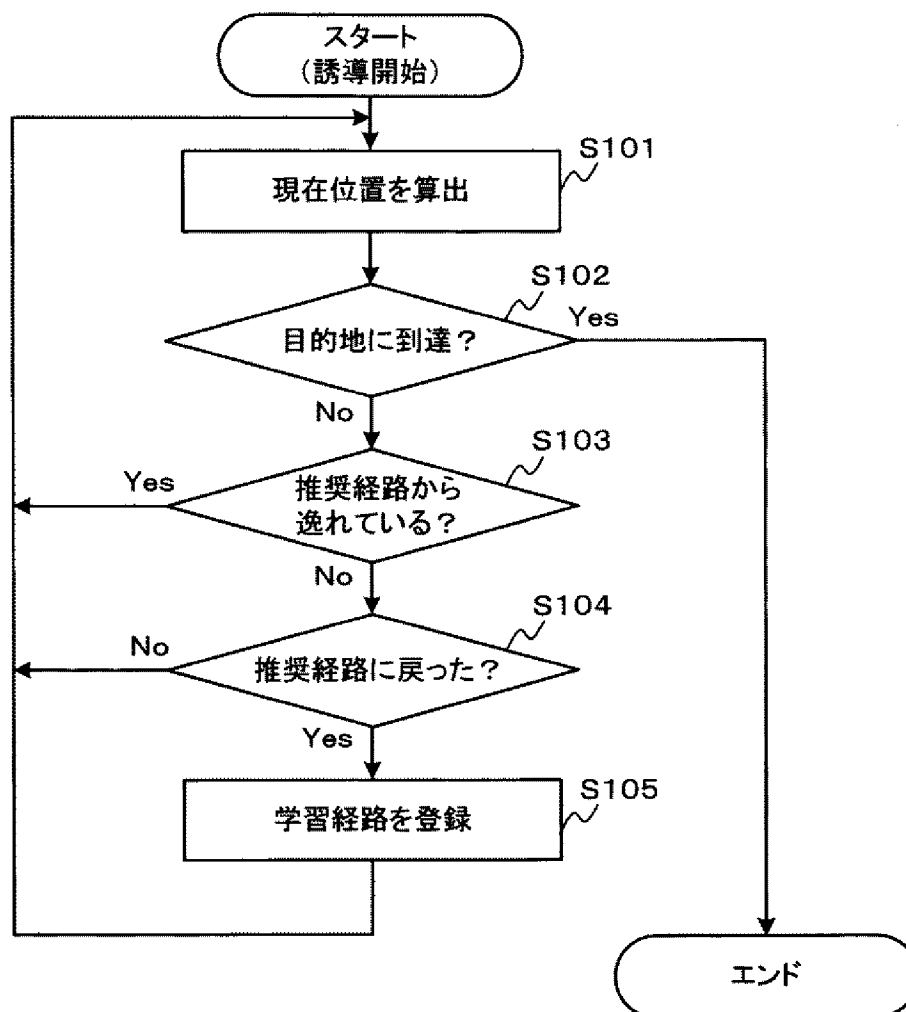 スタート
(誘導開始)
S101
現在位置を算出
S102
目的地に到達？
Yes
No
S103
推奨経路から
逸れている？
Yes
No
S104
推奨経路に戻った？
No
Yes
S105
学習経路を登録
エンド